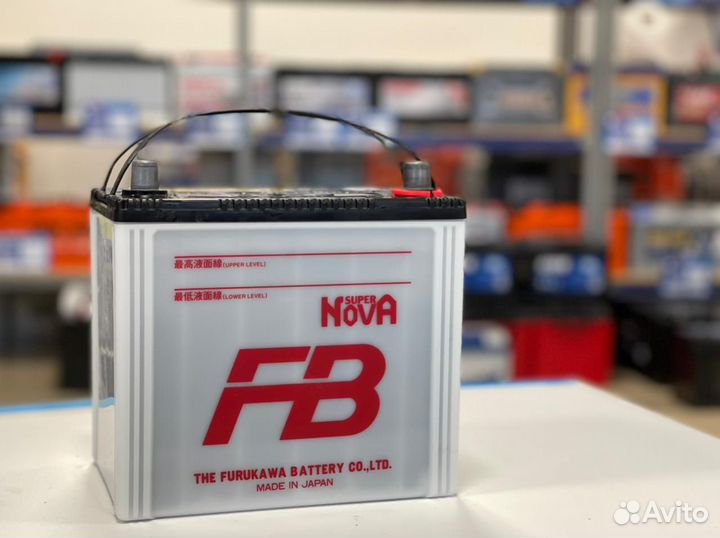 最高液面線(UPPER LEVEL)
最低液面線(LOWER LEVEL)
SUPER
NOVA
FB
THE FURUKAWA BATTERY CO.,LTD.
MADE IN JAPAN
Avito